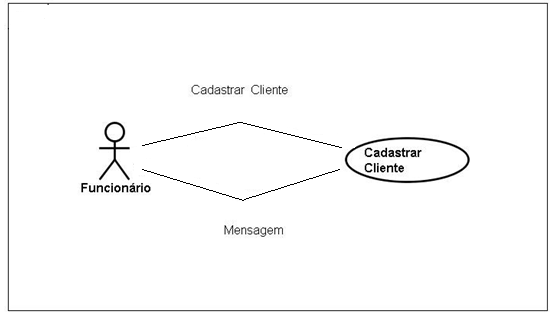 Cadastrar Cliente
Cadastrar
Cliente
Funcionário
Mensagem